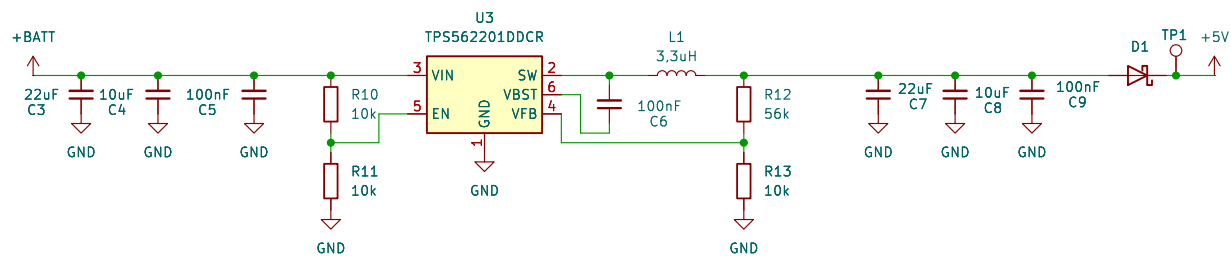 U3
TPS562201DDCR
+BATT
22uF
C3
10uF
C4
100nF
C5
R10
10k
R11
10k
3
VIN
5
EN
GND
1
SW
2
VBST
6
VFB
4
100nF
C6
L1
3,3uH
R12
56k
R13
10k
22uF
C7
10uF
C8
100nF
C9
D1
TP1
+5V
GND
GND
GND
GND
GND
GND
GND
GND
GND